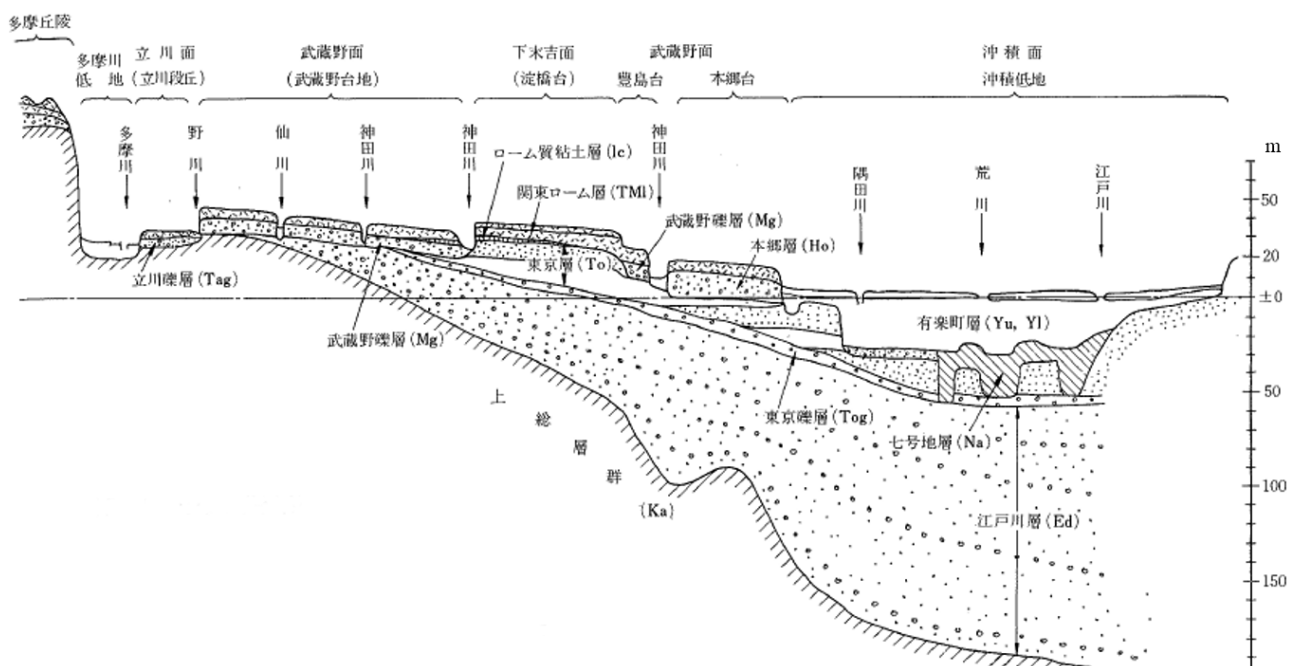 多摩丘陵
多摩川低地
立川面
(立川段丘)
武蔵野面
(武蔵野台地)
下末吉面
(淀橋台)
武蔵野面
豊島台
本郷台
沖積面
沖積低地
多摩川
野川
仙川
神田川
神田川
神田川
隅田川
荒川
江戸川
m
ローム質粘土層(lc)
関東ローム層(TMl)
武蔵野礫層(Mg)
本郷層(Ho)
東京層(To)
立川礫層(Tag)
武蔵野礫層(Mg)
有楽町層(Yu, Yl)
東京礫層(Tog)
七号地層(Na)
上総層群
(Ka)
江戸川層(Ed)
50
20
±0
50
100
150